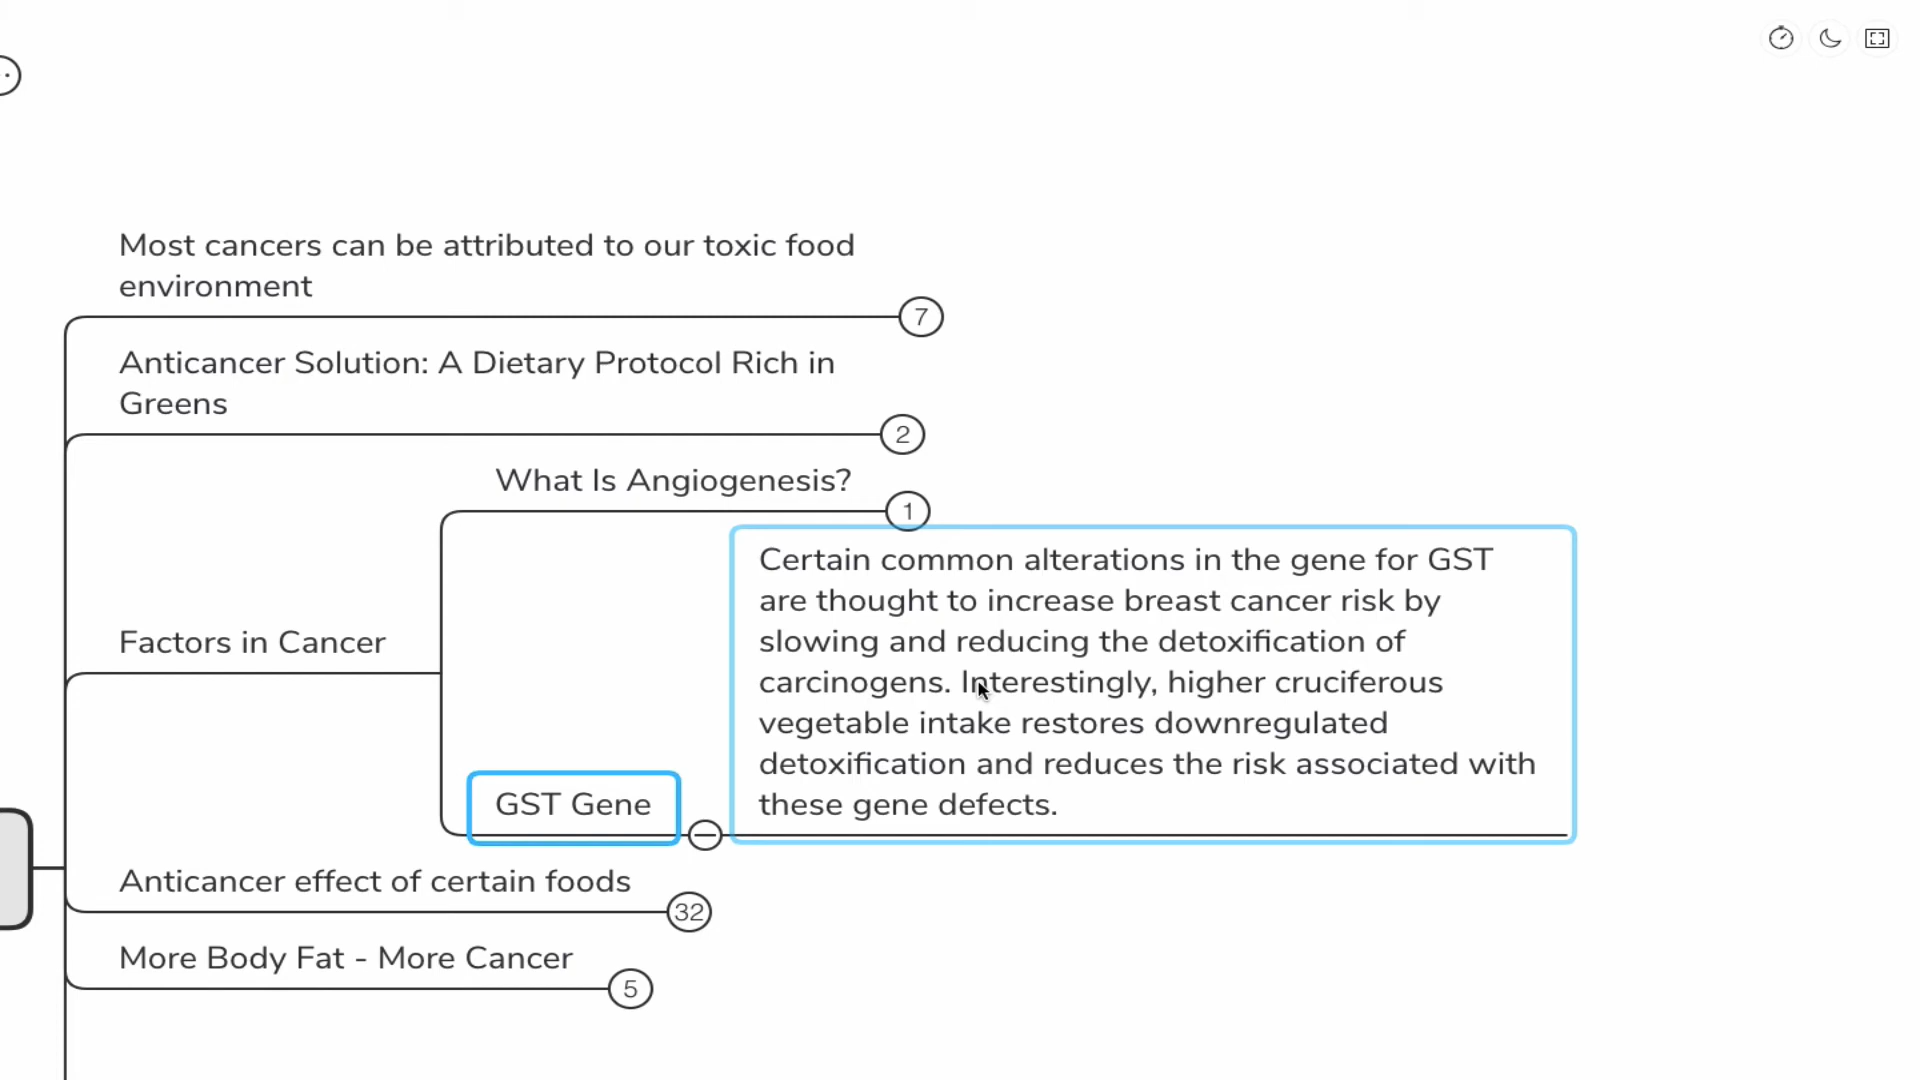 Most cancers can be attributed to our toxic food
environment
7
Anticancer Solution: A Dietary Protocol Rich in
Greens
2
What Is Angiogenesis?
1
Certain common alterations in the gene for GST
are thought to increase breast cancer risk by
slowing and reducing the detoxification of
carcinogens. Interestingly, higher cruciferous
vegetable intake restores downregulated
detoxification and reduces the risk associated with
these gene defects.
Factors in Cancer
GST Gene
Anticancer effect of certain foods
32
More Body Fat - More Cancer
5